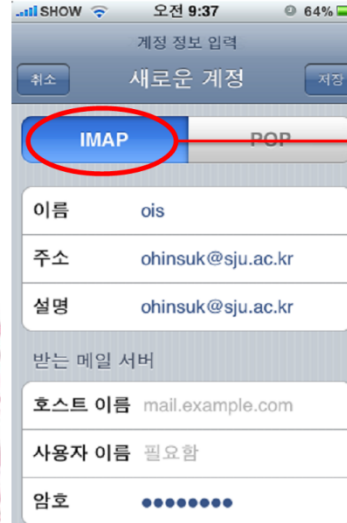 SHOW 오전 9:37 64%
계정 정보 입력
취소 새로운 계정 저장
IMAP POP
이름 ois
주소 ohinsuk@sju.ac.kr
설명 ohinsuk@sju.ac.kr
받는 메일 서버
호스트 이름 mail.example.com
사용자 이름 필요함
암호 ●●●●●●●●